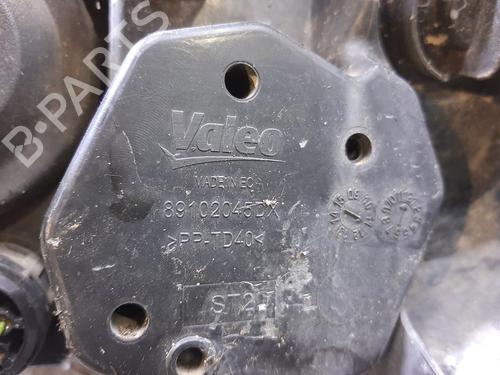 B-PARTS
Valeo
MADE IN EC
89102045DX
>PP-TD40<
ST2